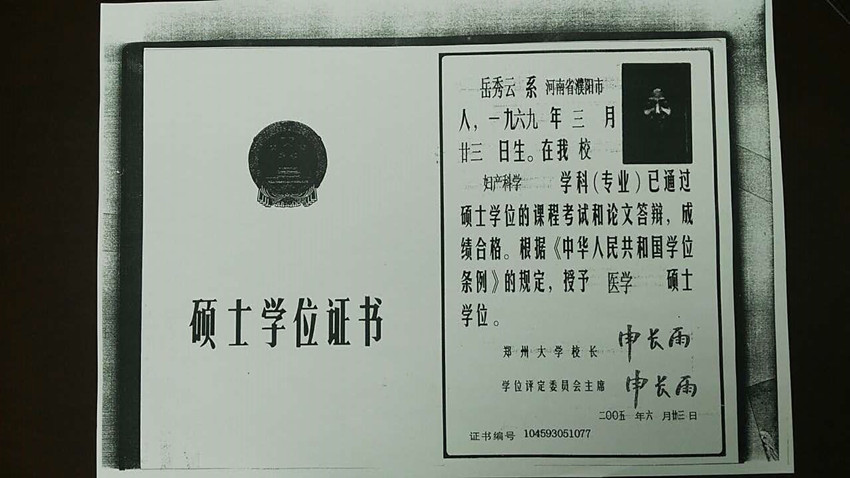 硕士学位证书
岳秀云 系 河南省濮阳市
人，一九六九 年 三 月
廿三 日生。在我 校
妇产科学 学科（专业）已通过
硕士学位的课程考试和论文答辩，成
绩合格。根据《中华人民共和国学位
条例》的规定，授予 医学 硕士
学位。
郑州大学校长 申长雨
学位评定委员会主席 申长雨
二00五 年六 月廿三日
证书编号 104593051077